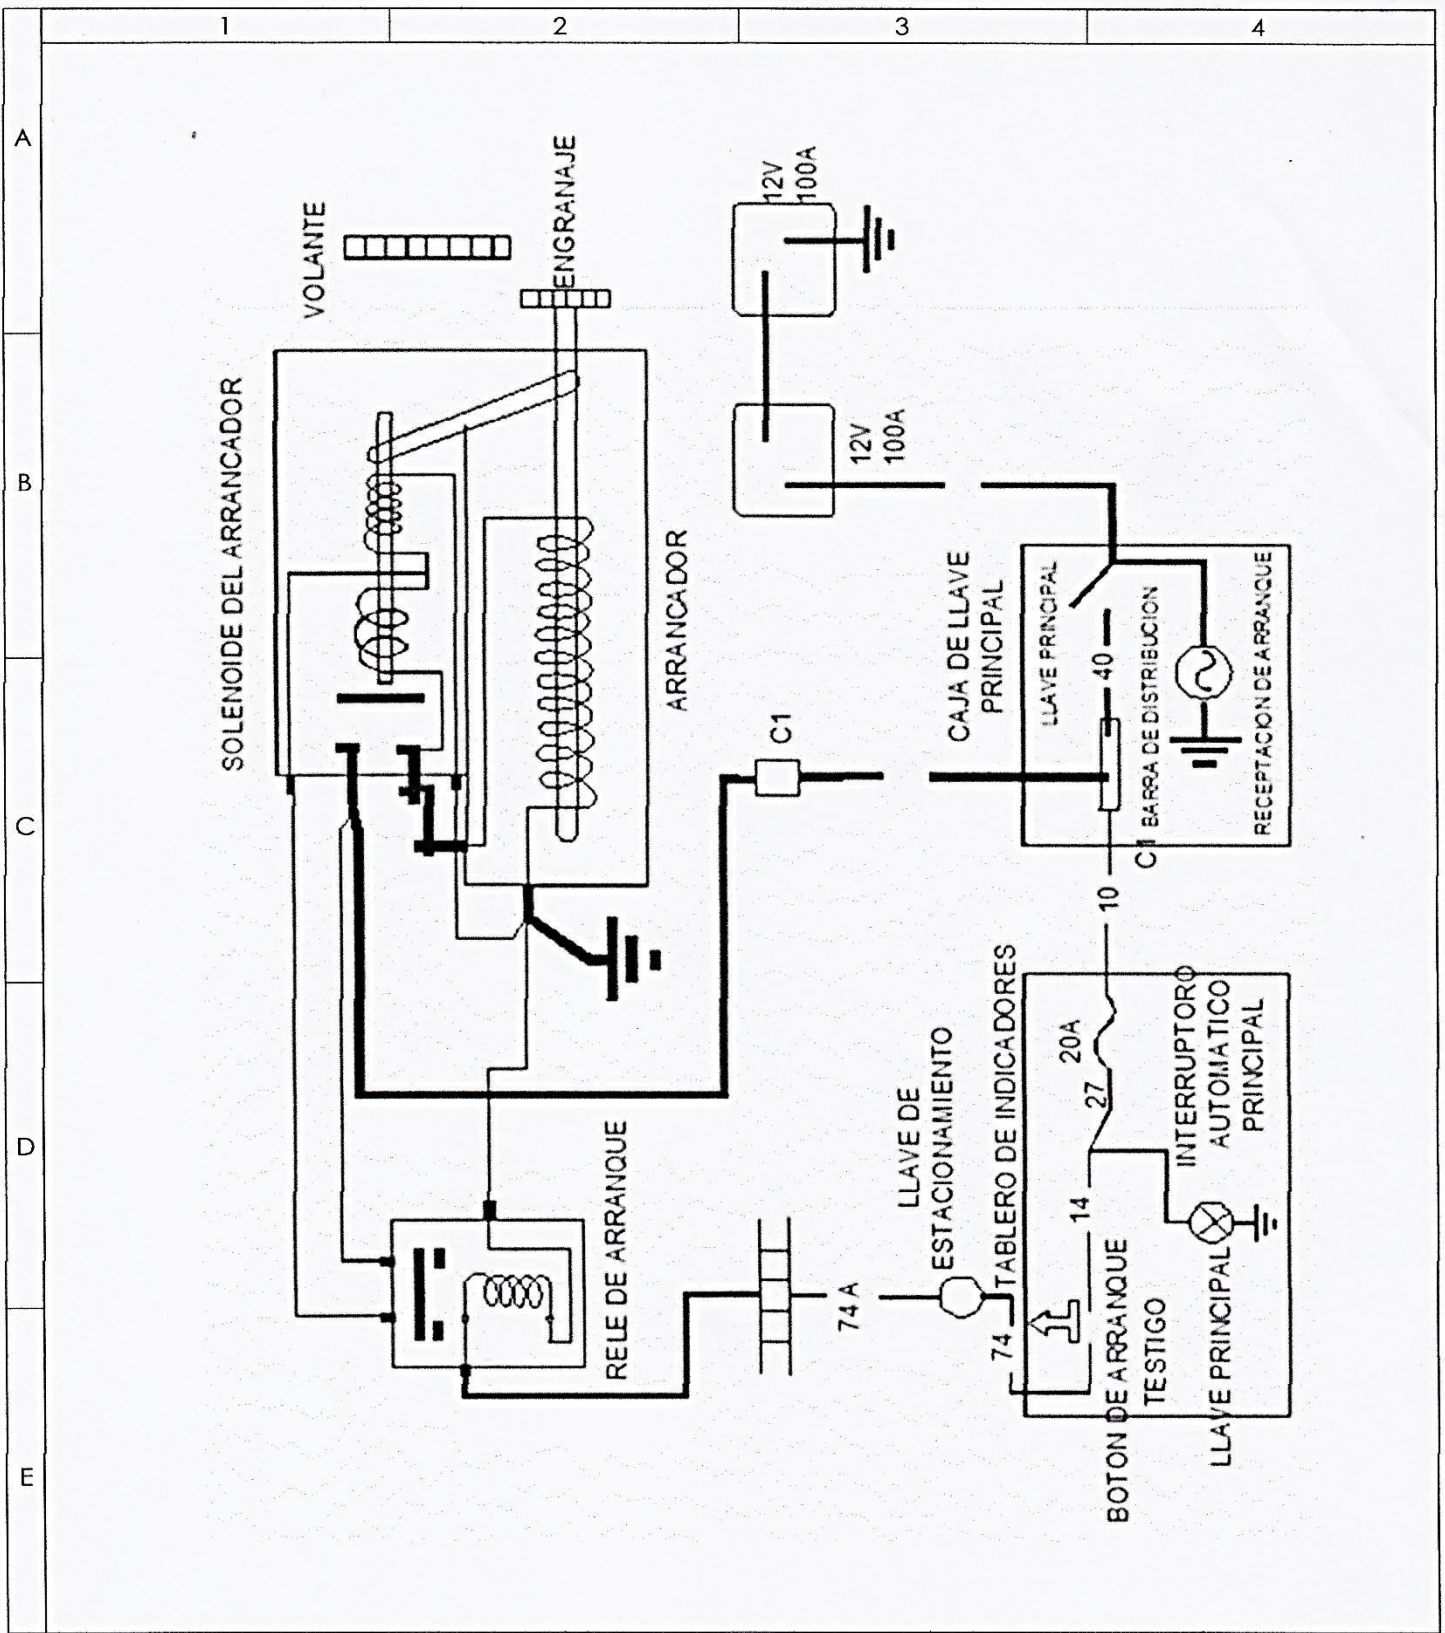 1
2
3
4
A
B
C
D
E
VOLANTE
ENGRANAJE
12V
100A
SOLENOIDE DEL ARRANCADOR
12V
100A
ARRANCADOR
CAJA DE LLAVE
PRINCIPAL
LLAVE PRINCIPAL
40
BARRA DE DISTRIBUCION
C1
RECEPTACION DE ARRANQUE
C1
10
RELE DE ARRANQUE
74 A
LLAVE DE
ESTACIONAMIENTO
TABLERO DE INDICADORES
20A
27
14
74
INTERRUPTORO
AUTOMATICO
PRINCIPAL
BOTON DE ARRANQUE
TESTIGO
LLAVE PRINCIPAL